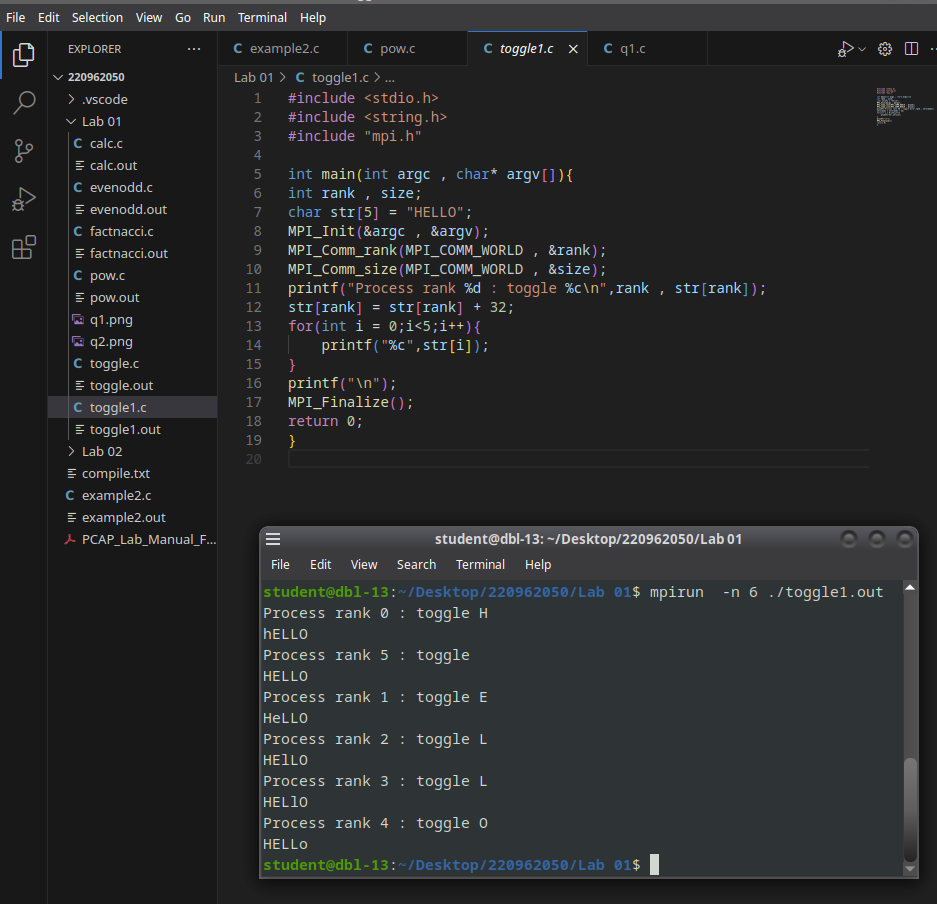 File Edit Selection View Go Run Terminal Help
EXPLORER ...
220962050
.vscode
Lab 01
C calc.c
calc.out
C evenodd.c
evenodd.out
C factnacci.c
factnacci.out
C pow.c
pow.out
q1.png
q2.png
C toggle.c
toggle.out
C toggle1.c
toggle1.out
Lab 02
compile.txt
C example2.c
example2.out
PCAP_Lab_Manual_F...
C example2.c C pow.c C toggle1.c × C q1.c
Lab 01 > C toggle1.c > ...
1 #include <stdio.h>
2 #include <string.h>
3 #include "mpi.h"
4
5 int main(int argc , char* argv[]){
6 int rank , size;
7 char str[5] = "HELLO";
8 MPI_Init(&argc , &argv);
9 MPI_Comm_rank(MPI_COMM_WORLD , &rank);
10 MPI_Comm_size(MPI_COMM_WORLD , &size);
11 printf("Process rank %d : toggle %c\n",rank , str[rank]);
12 str[rank] = str[rank] + 32;
13 for(int i = 0;i<5;i++){
14     printf("%c",str[i]);
15 }
16 printf("\n");
17 MPI_Finalize();
18 return 0;
19 }
20
student@dbl-13: ~/Desktop/220962050/Lab 01
File Edit View Search Terminal Help
student@dbl-13:~/Desktop/220962050/Lab 01$ mpirun  -n 6 ./toggle1.out
Process rank 0 : toggle H
hELLO
Process rank 5 : toggle
HELLO
Process rank 1 : toggle E
HeLLO
Process rank 2 : toggle L
HElLO
Process rank 3 : toggle L
HELlO
Process rank 4 : toggle O
HELLo
student@dbl-13:~/Desktop/220962050/Lab 01$